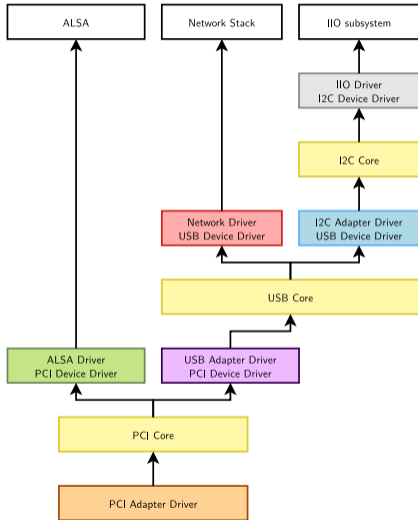 ALSA
Network Stack
IIO subsystem
IIO Driver
I2C Device Driver
I2C Core
Network Driver
USB Device Driver
I2C Adapter Driver
USB Device Driver
USB Core
ALSA Driver
PCI Device Driver
USB Adapter Driver
PCI Device Driver
PCI Core
PCI Adapter Driver